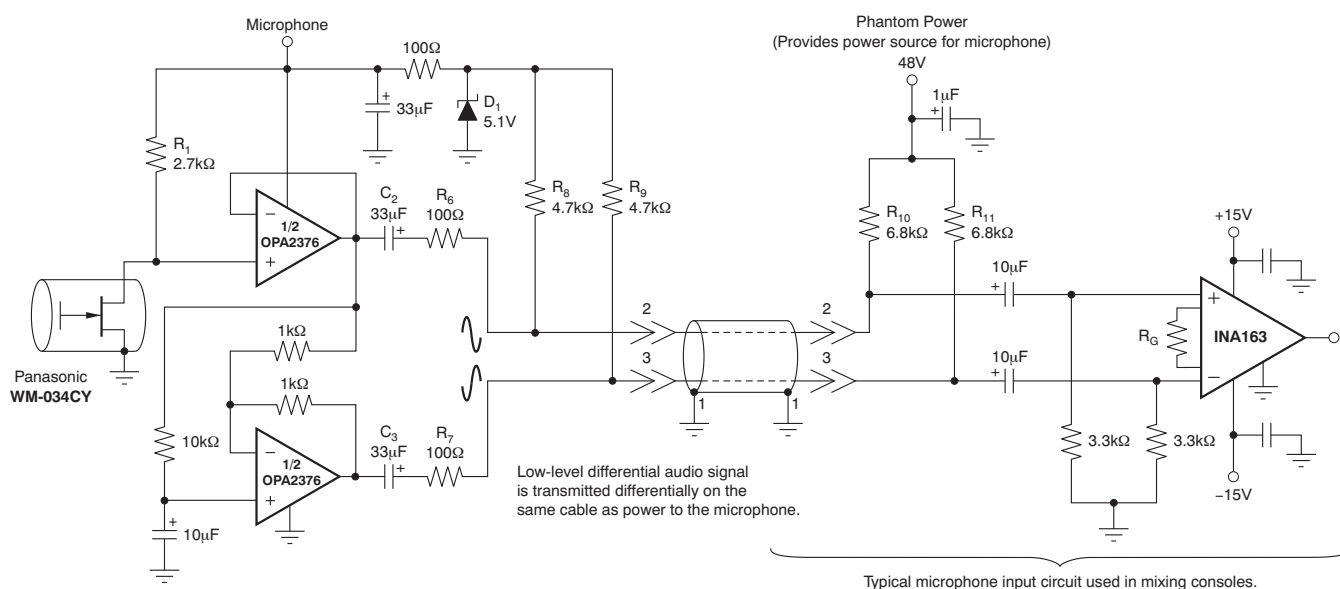 Microphone
100Ω
+
33μF
D1
5.1V
R1
2.7kΩ
−
1/2
OPA2376
+
C2
33μF
+
R6
100Ω
R8
4.7kΩ
R9
4.7kΩ
Panasonic
WM-034CY
1kΩ
1kΩ
10kΩ
−
1/2
OPA2376
+
+
10μF
C3
33μF
+
R7
100Ω
2
3
1
1
2
3
Low-level differential audio signal
is transmitted differentially on the
same cable as power to the microphone.
Phantom Power
(Provides power source for microphone)
48V
1μF
+
R10
6.8kΩ
R11
6.8kΩ
10μF
+
10μF
+
+15V
+
RG
INA163
−
3.3kΩ
3.3kΩ
−15V
Typical microphone input circuit used in mixing consoles.